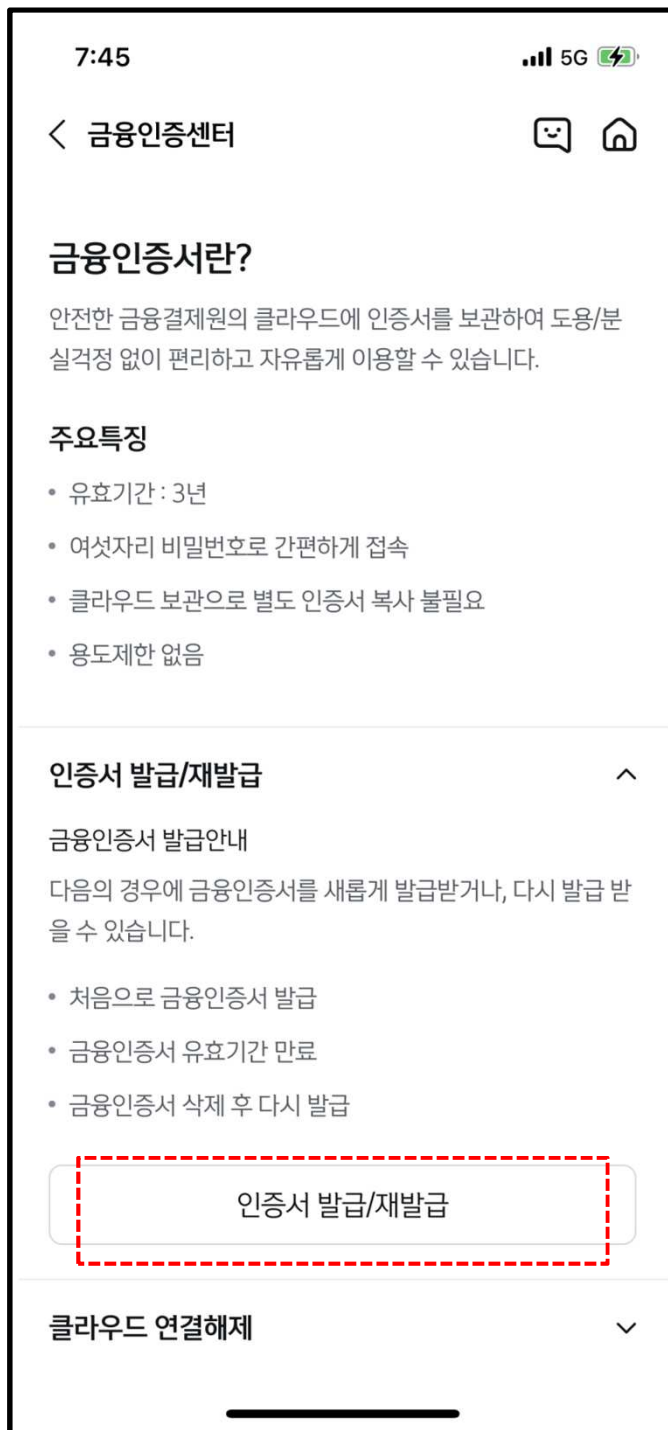 7:45
5G
금융인증센터
금융인증서란?
안전한 금융결제원의 클라우드에 인증서를 보관하여 도용/분
실걱정 없이 편리하고 자유롭게 이용할 수 있습니다.
주요특징
• 유효기간 : 3년
• 여섯자리 비밀번호로 간편하게 접속
• 클라우드 보관으로 별도 인증서 복사 불필요
• 용도제한 없음
인증서 발급/재발급
금융인증서 발급안내
다음의 경우에 금융인증서를 새롭게 발급받거나, 다시 발급 받
을 수 있습니다.
• 처음으로 금융인증서 발급
• 금융인증서 유효기간 만료
• 금융인증서 삭제 후 다시 발급
인증서 발급/재발급
클라우드 연결해제